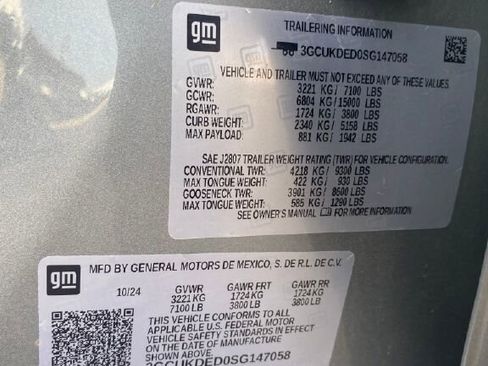 gm
TRAILERING INFORMATION
3GCUKDED0SG147058
VEHICLE AND TRAILER MUST NOT EXCEED ANY OF THESE VALUES.
GVWR: 3221 KG/ 7100 LBS
GCWR: 6804 KG/15000 LBS
RGAWR: 1724 KG/ 3800 LBS
CURB WEIGHT: 2340 KG/ 5158 LBS
MAX PAYLOAD: 881 KG/ 1942 LBS
SAE J2807 TRAILER WEIGHT RATING (TWR) FOR VEHICLE CONFIGURATION.
CONVENTIONAL TWR: 4218 KG/ 9300 LBS
MAX TONGUE WEIGHT: 422 KG/ 930 LBS
GOOSENECK TWR: 3901 KG/ 8600 LBS
MAX TONGUE WEIGHT: 585 KG/ 1290 LBS
SEE OWNER'S MANUAL FOR MORE INFORMATION
gm
MFD BY GENERAL MOTORS DE MEXICO, S. DE R.L. DE C.V.
10/24 GVWR GAWR FRT GAWR RR
3221 KG 1724 KG 1724 KG
7100 LB 3800 LB 3800 LB
THIS VEHICLE CONFORMS TO ALL
APPLICABLE U.S. FEDERAL MOTOR
VEHICLE SAFETY STANDARDS IN EFFECT
ON THE DATE OF MANUFACTURE SHOWN ABOVE.
3GCUKDED0SG147058